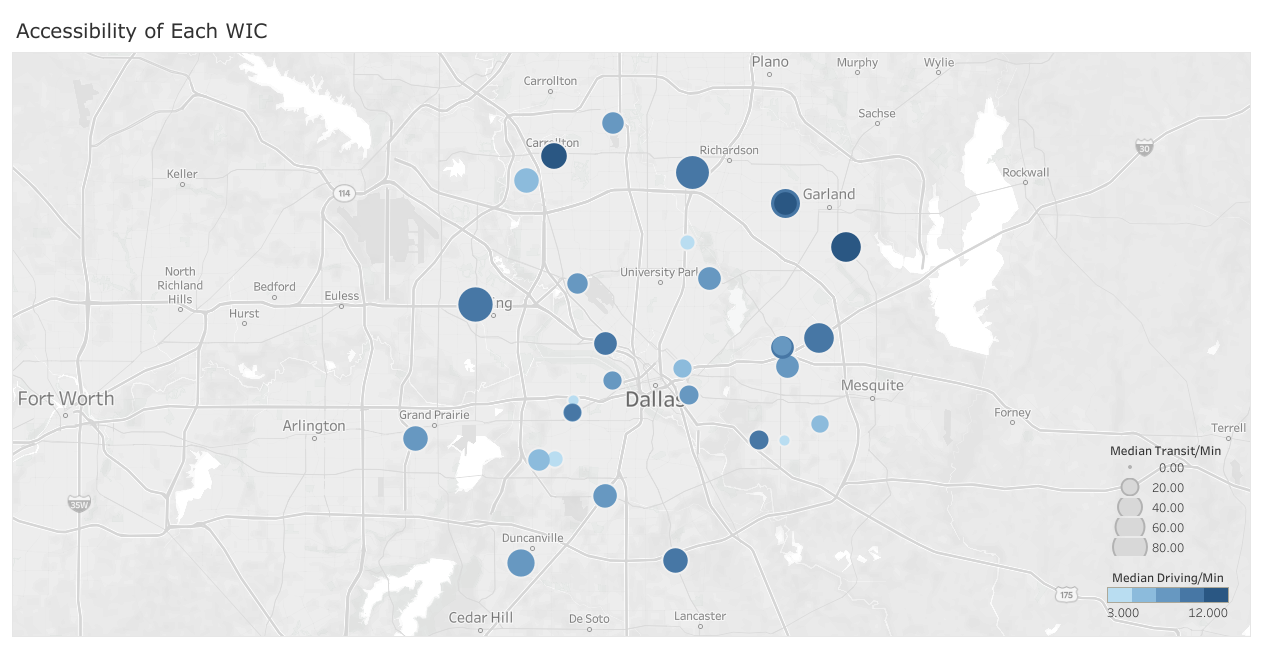 Accessibility of Each WIC
Plano
Murphy
Wylie
Carrollton
Sachse
Carrollton
Richardson
30
Keller
Rockwall
114
Garland
North
Richland
Hills
University Park
Bedford
Euless
ng
Hurst
Mesquite
Fort Worth
Dallas
Grand Prairie
Forney
Arlington
Terrell
Median Transit/Min
0.00
20.00
35W
40.00
60.00
Duncanville
80.00
Median Driving/Min
175
3.000
12.000
Cedar Hill
De Soto
Lancaster